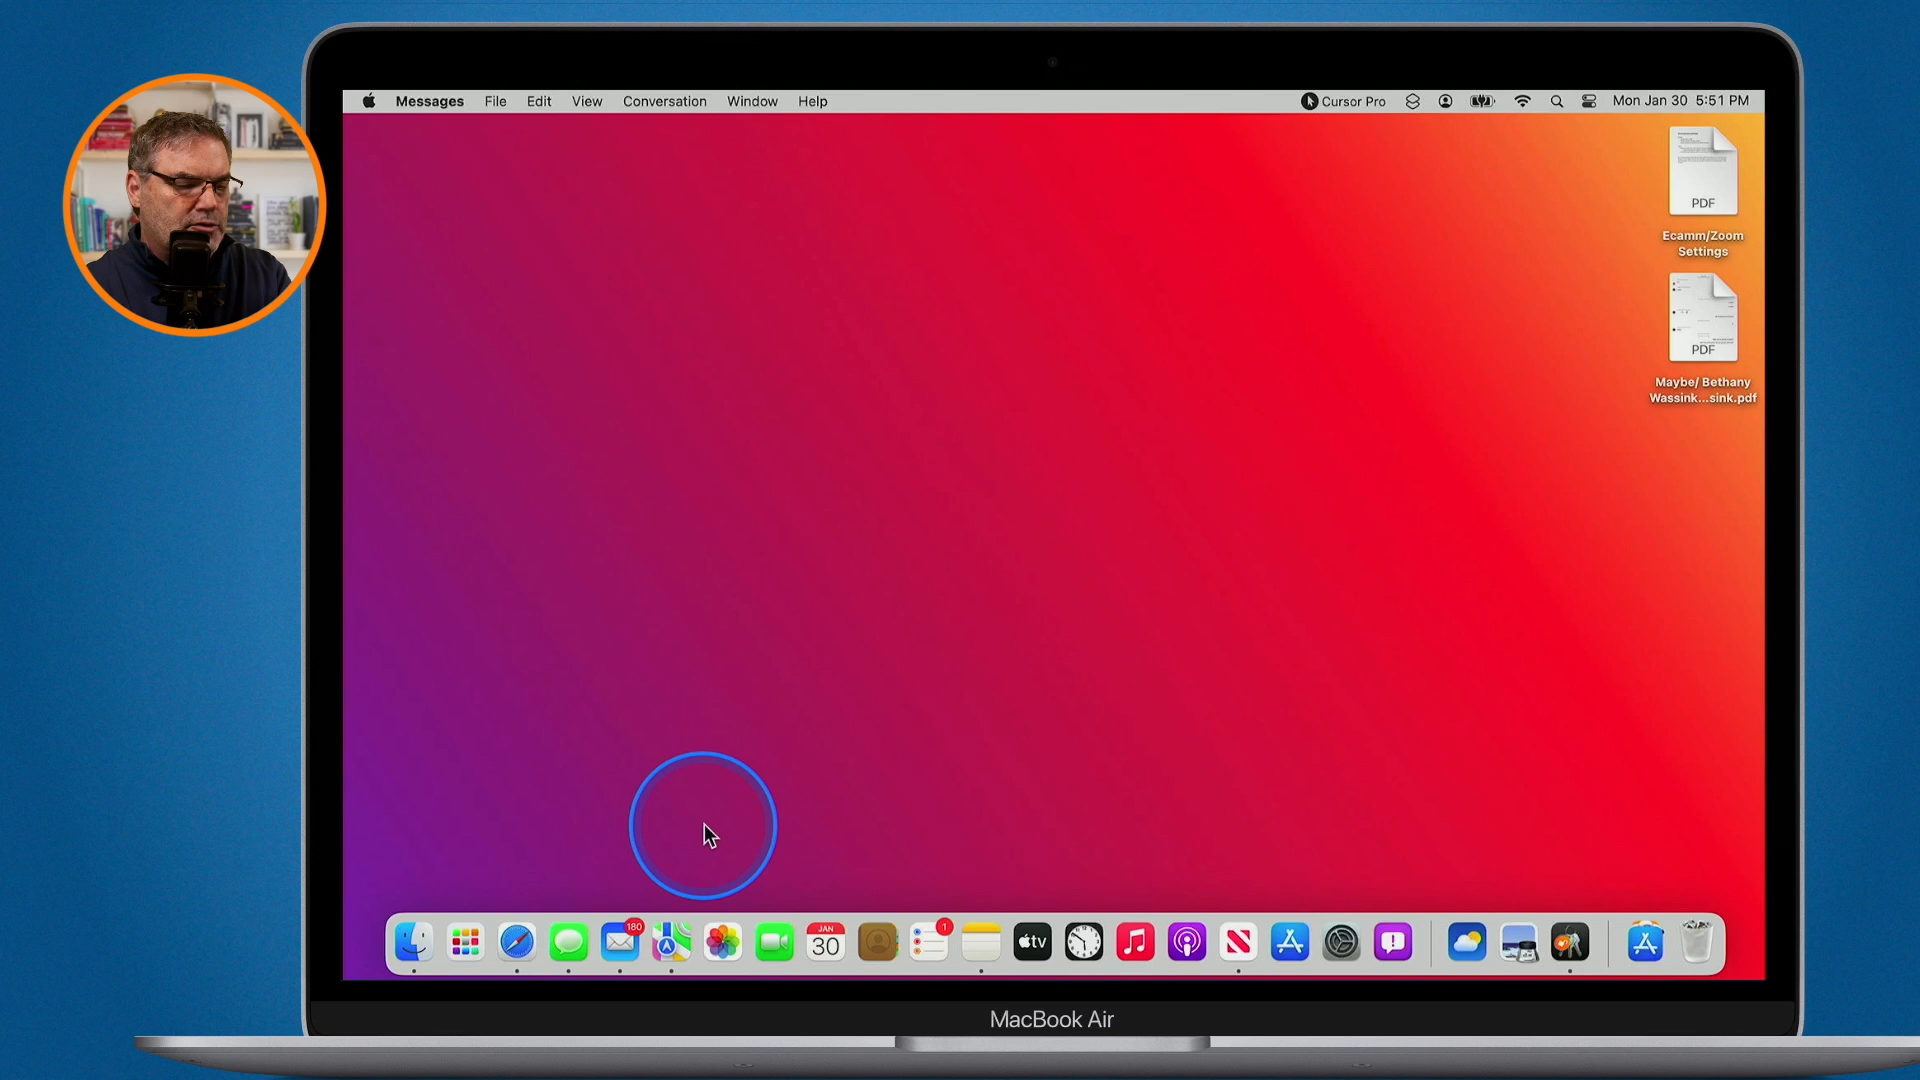 Messages File Edit View Conversation Window Help
Cursor Pro Mon Jan 30 5:51 PM
PDF
Ecamm/Zoom
Settings
PDF
Maybe/ Bethany
Wassink...sink.pdf
180
JAN
30
1
tv
MacBook Air